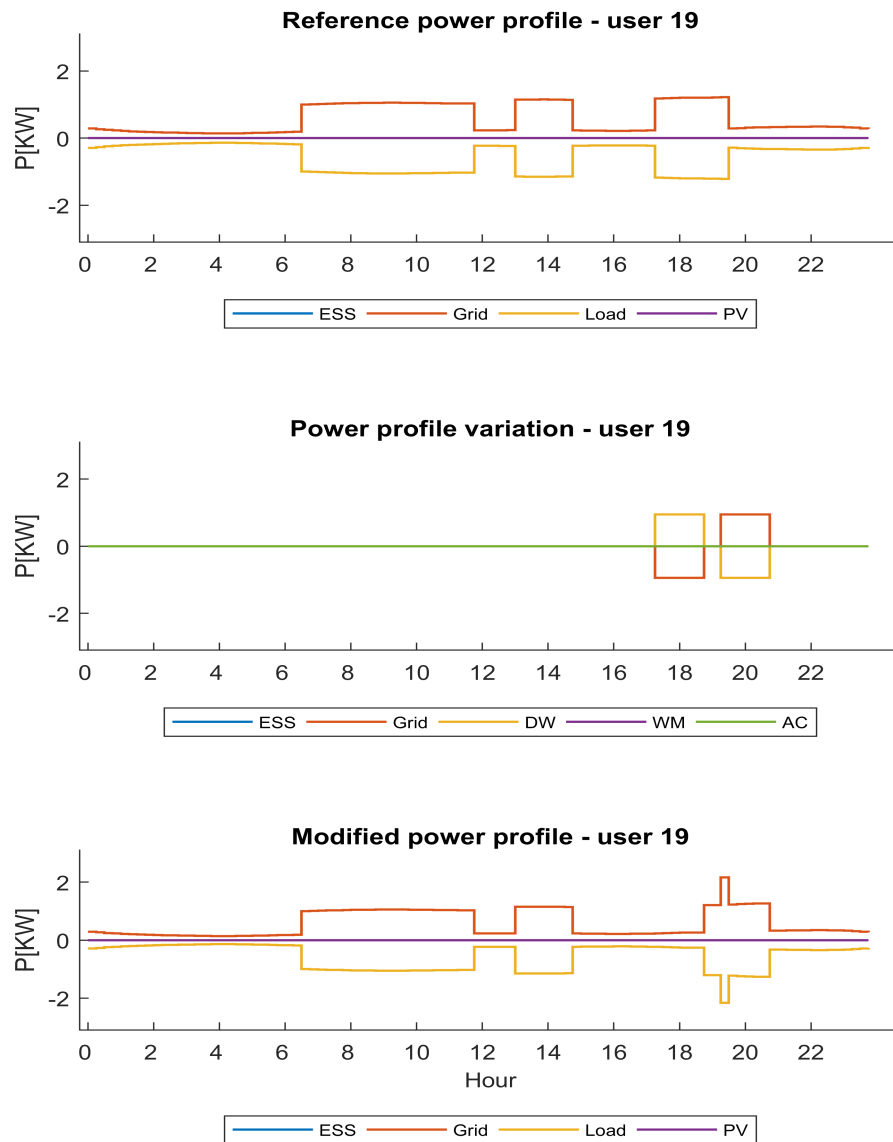 Reference power profile - user 19
P[KW]
2
0
-2
0 2 4 6 8 10 12 14 16 18 20 22
ESS Grid Load PV
Power profile variation - user 19
P[KW]
2
0
-2
0 2 4 6 8 10 12 14 16 18 20 22
ESS Grid DW WM AC
Modified power profile - user 19
P[KW]
2
0
-2
0 2 4 6 8 10 12 14 16 18 20 22
Hour
ESS Grid Load PV